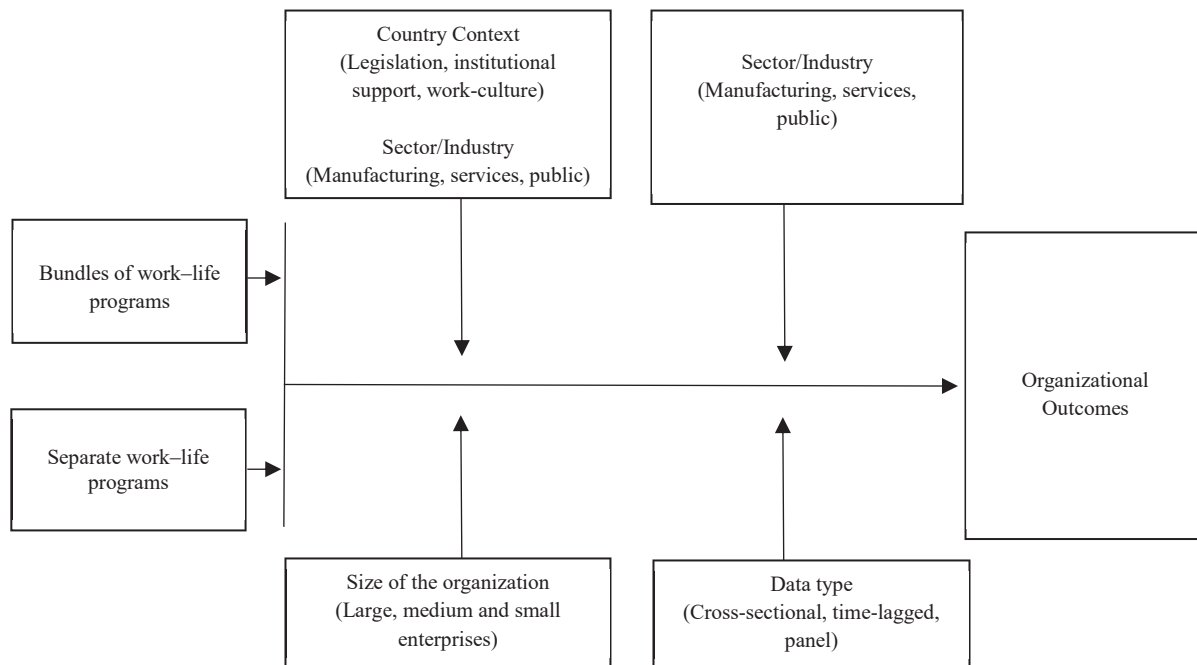 Country Context
(Legislation, institutional
support, work-culture)
Sector/Industry
(Manufacturing, services, public)
Sector/Industry
(Manufacturing, services,
public)
Bundles of work–life
programs
Separate work–life
programs
Organizational
Outcomes
Size of the organization
(Large, medium and small
enterprises)
Data type
(Cross-sectional, time-lagged,
panel)